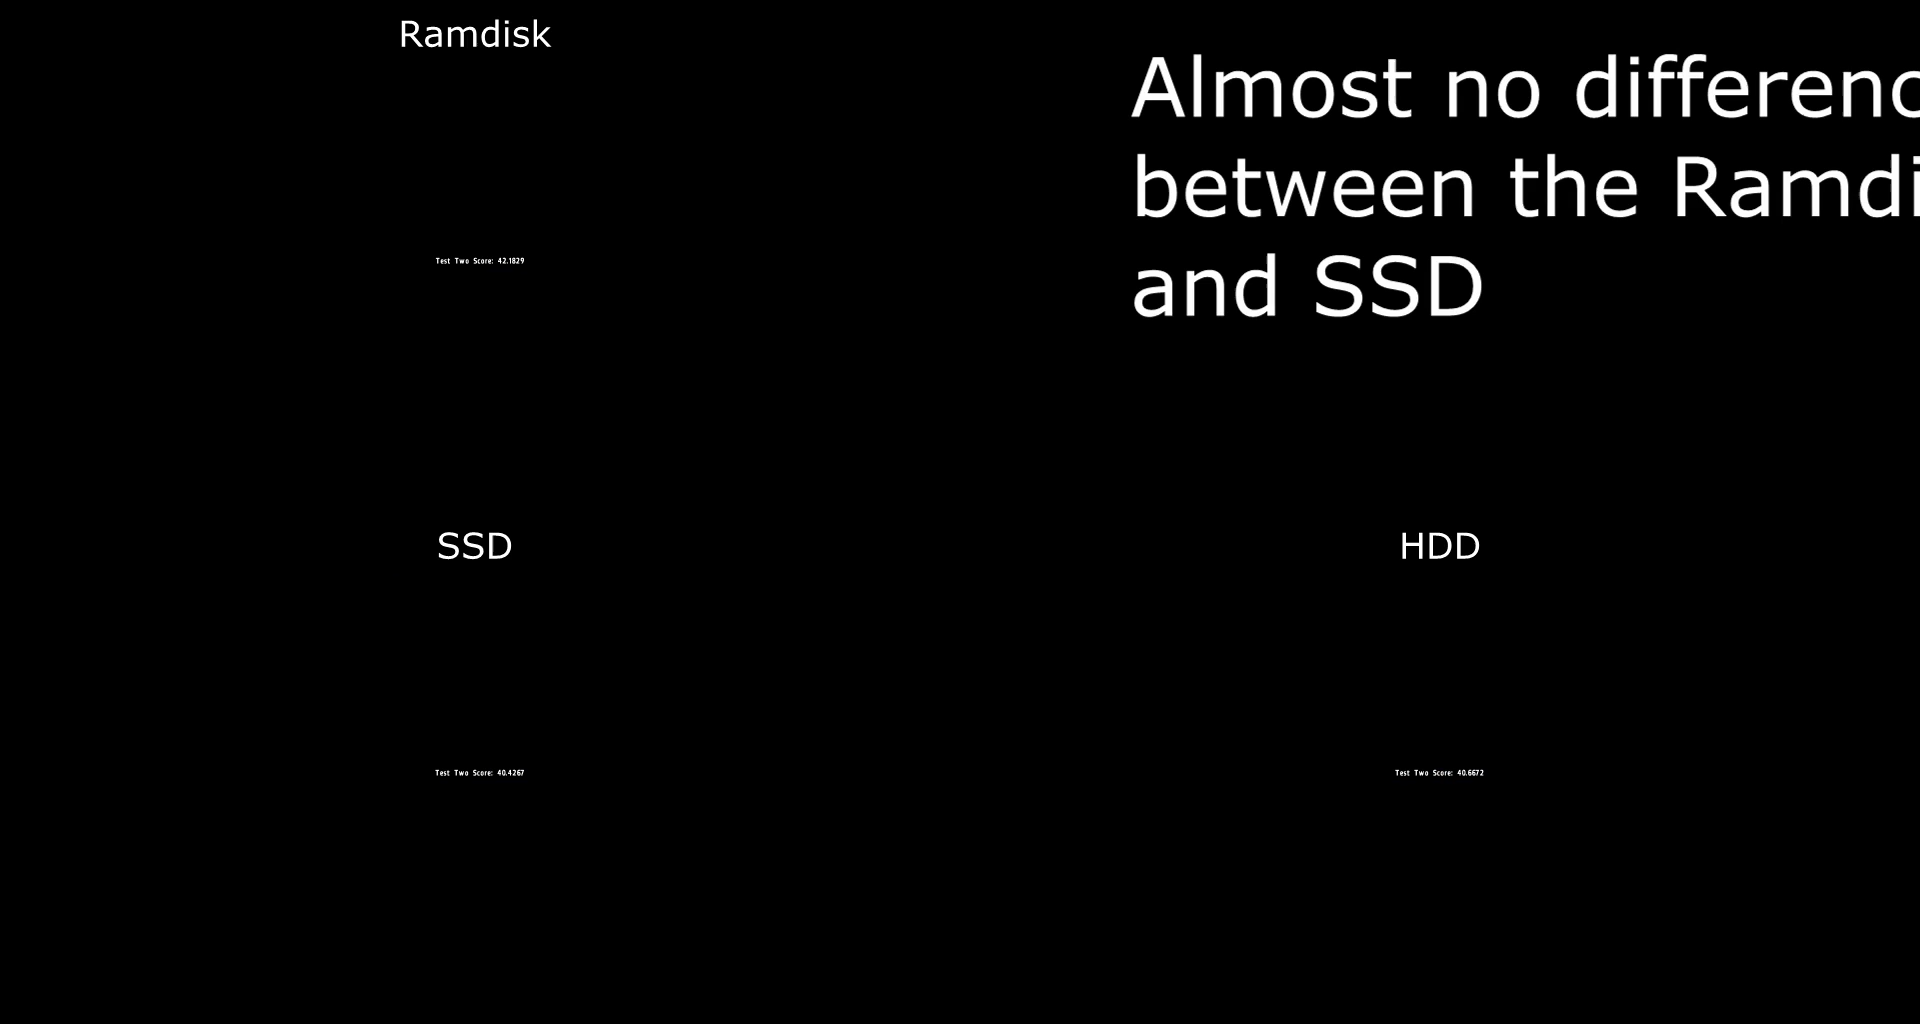 Ramdisk
Almost no differenc
between the Ramdi
and SSD
Test Two Score: 42.1829
SSD
HDD
Test Two Score: 40.4267
Test Two Score: 40.6672